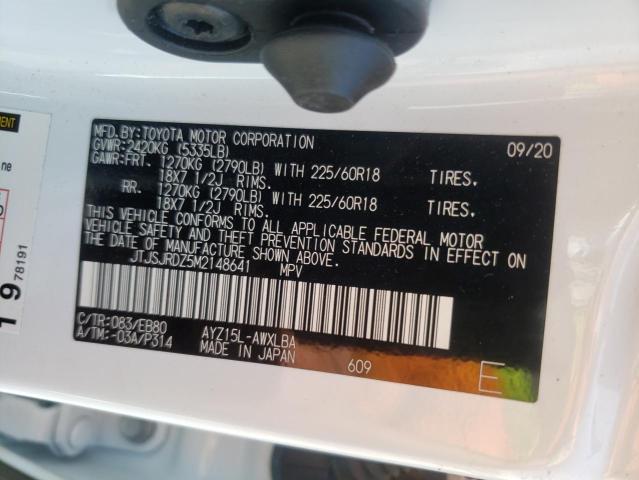 MFD.BY:TOYOTA MOTOR CORPORATION 09/20
GVWR:2420KG (5335LB)
GAWR:FRT. 1270KG (2790LB) WITH 225/60R18 TIRES,
18X7 1/2J RIMS.
RR. 1270KG (2790LB) WITH 225/60R18 TIRES,
18X7 1/2J RIMS.
THIS VEHICLE CONFORMS TO ALL APPLICABLE FEDERAL MOTOR
VEHICLE SAFETY AND THEFT PREVENTION STANDARDS IN EFFECT
ON THE DATE OF MANUFACTURE SHOWN ABOVE.
JTJSJRDZ5M2148641 MPV
C/TR:083/EB80 AYZ15L-AWXLBA
A/TM:-03A/P314 MADE IN JAPAN
609 E
ne
19 78191